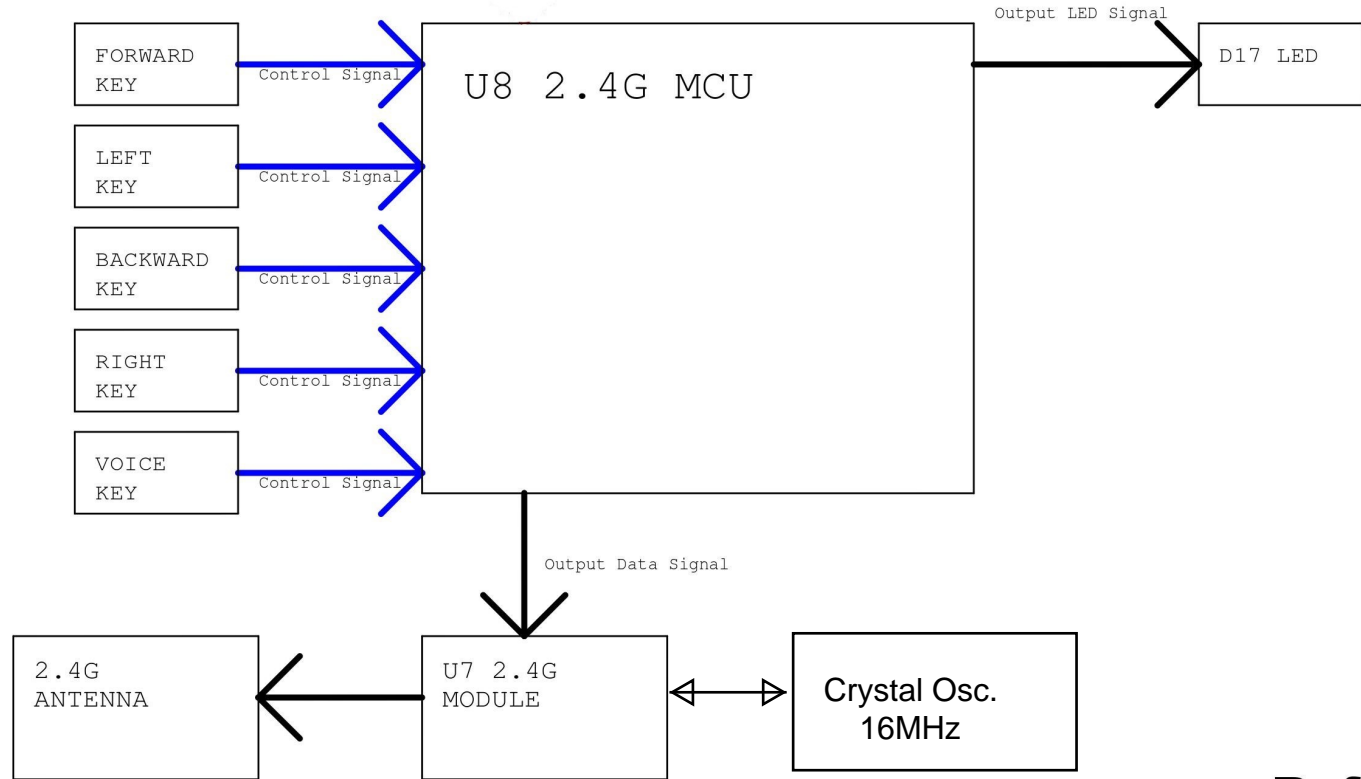 Output LED Signal
FORWARD
KEY
Control Signal
U8 2.4G MCU
D17 LED
LEFT
KEY
Control Signal
BACKWARD
KEY
Control Signal
RIGHT
KEY
Control Signal
VOICE
KEY
Control Signal
Output Data Signal
2.4G
ANTENNA
U7 2.4G
MODULE
Crystal Osc.
16MHz